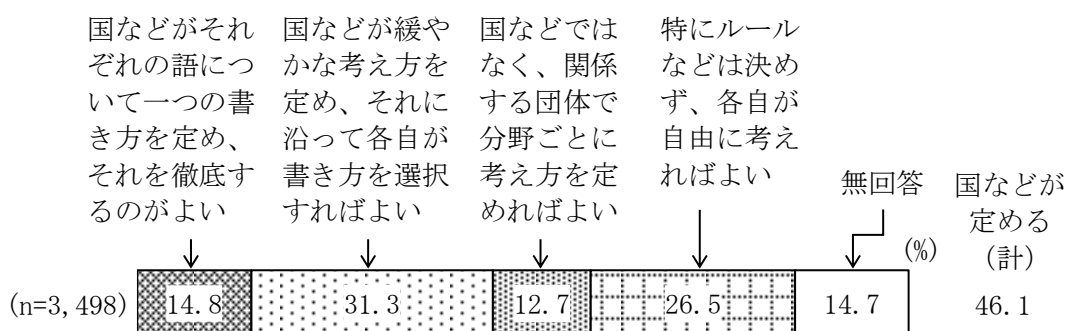 国などがそれぞれの語について一つの書き方を定め、それを徹底するのがよい
国などが緩やかな考え方を定め、それに沿って各自が書き方を選択すればよい
国などではなく、関係する団体で分野ごとに考え方を定めればよい
特にルールなどは決めず、各自が自由に考えればよい
無回答
(%)
国などが
定める
(計)
(n=3,498) 14.8 31.3 12.7 26.5 14.7 46.1